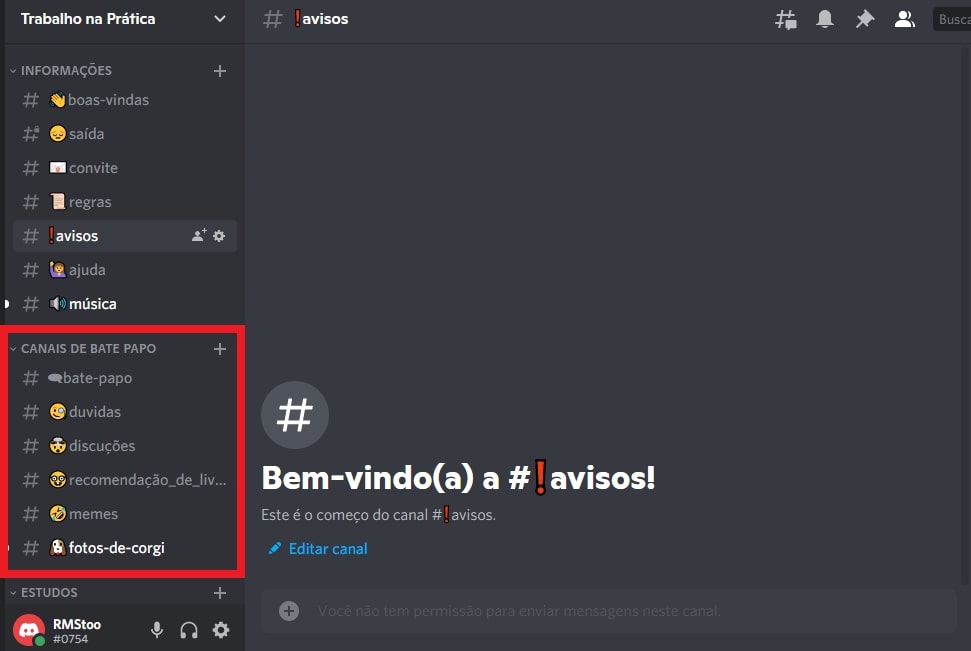 Trabalho na Prática
❗avisos
Busca
INFORMAÇÕES
👋boas-vindas
😔saída
💌convite
📜regras
❗avisos
🙋ajuda
🔊música
CANAIS DE BATE PAPO
🗨bate-papo
🧐duvidas
🤯discuções
🤓recomendação_de_liv...
🤣memes
🐶fotos-de-corgi
ESTUDOS
RMStoo
#0754
Bem-vindo(a) a #❗avisos!
Este é o começo do canal #❗avisos.
Editar canal
Você não tem permissão para enviar mensagens neste canal.